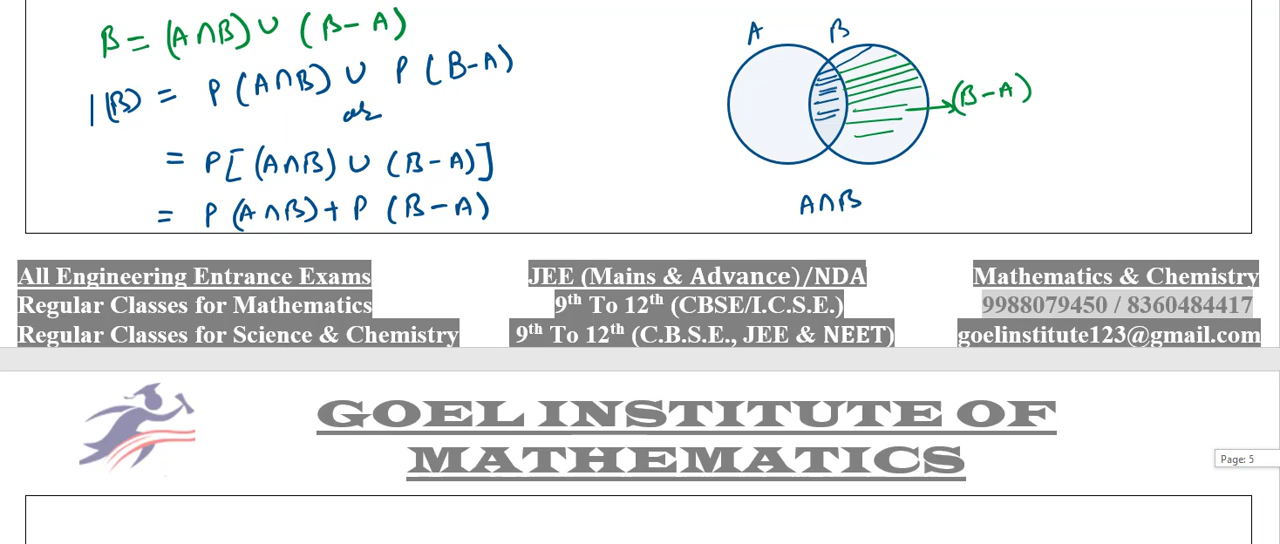 B = (A∩B) ∪ (B-A)
P(B) = P(A∩B) ∪ P(B-A)
or
= P[(A∩B) ∪ (B-A)]
= P(A∩B) + P(B-A)
A B
(B-A)
A∩B
All Engineering Entrance Exams JEE (Mains & Advance)/NDA Mathematics & Chemistry
Regular Classes for Mathematics 9th To 12th (CBSE/I.C.S.E.) 9988079450 / 8360484417
Regular Classes for Science & Chemistry 9th To 12th (C.B.S.E., JEE & NEET) goelinstitute123@gmail.com
GOEL INSTITUTE OF
MATHEMATICS
Page: 5